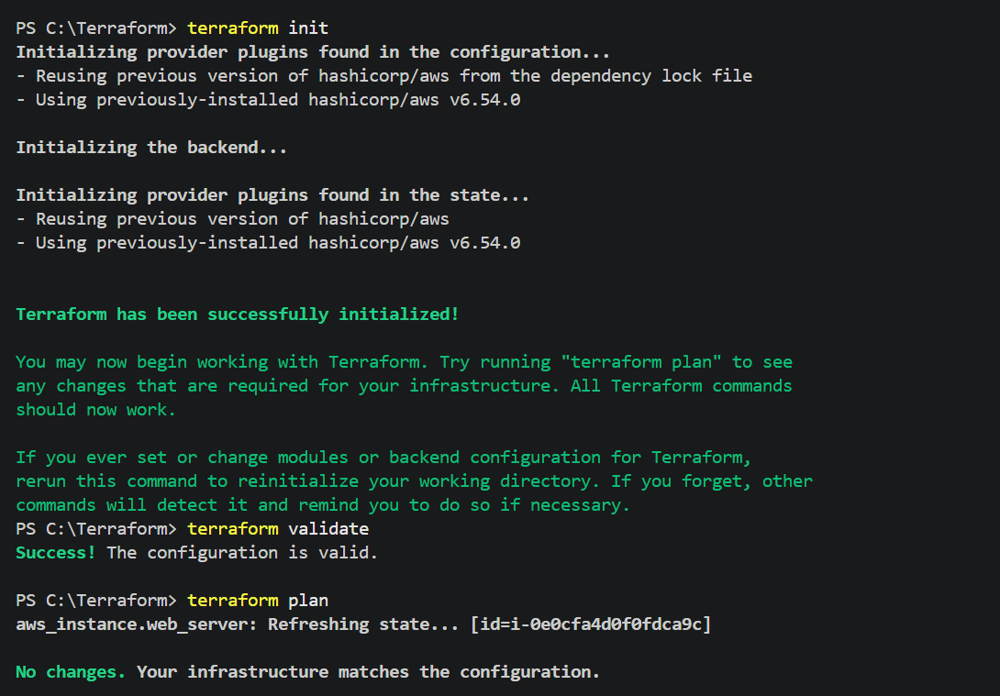 PS C:\Terraform> terraform init
Initializing provider plugins found in the configuration...
- Reusing previous version of hashicorp/aws from the dependency lock file
- Using previously-installed hashicorp/aws v6.54.0
Initializing the backend...
Initializing provider plugins found in the state...
- Reusing previous version of hashicorp/aws
- Using previously-installed hashicorp/aws v6.54.0
Terraform has been successfully initialized!
You may now begin working with Terraform. Try running "terraform plan" to see
any changes that are required for your infrastructure. All Terraform commands
should now work.
If you ever set or change modules or backend configuration for Terraform,
rerun this command to reinitialize your working directory. If you forget, other
commands will detect it and remind you to do so if necessary.
PS C:\Terraform> terraform validate
Success! The configuration is valid.
PS C:\Terraform> terraform plan
aws_instance.web_server: Refreshing state... [id=i-0e0cfa4d0f0fdca9c]
No changes. Your infrastructure matches the configuration.